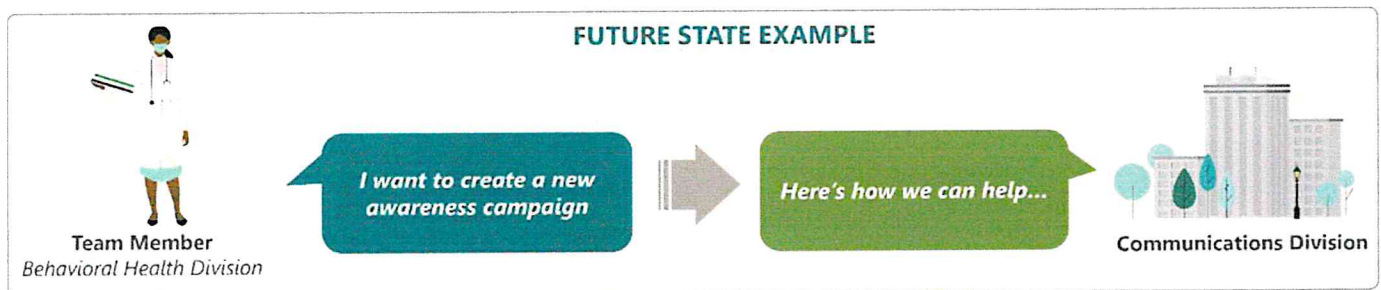 FUTURE STATE EXAMPLE
I want to create a new
awareness campaign
Here's how we can help...
Team Member
Behavioral Health Division
Communications Division